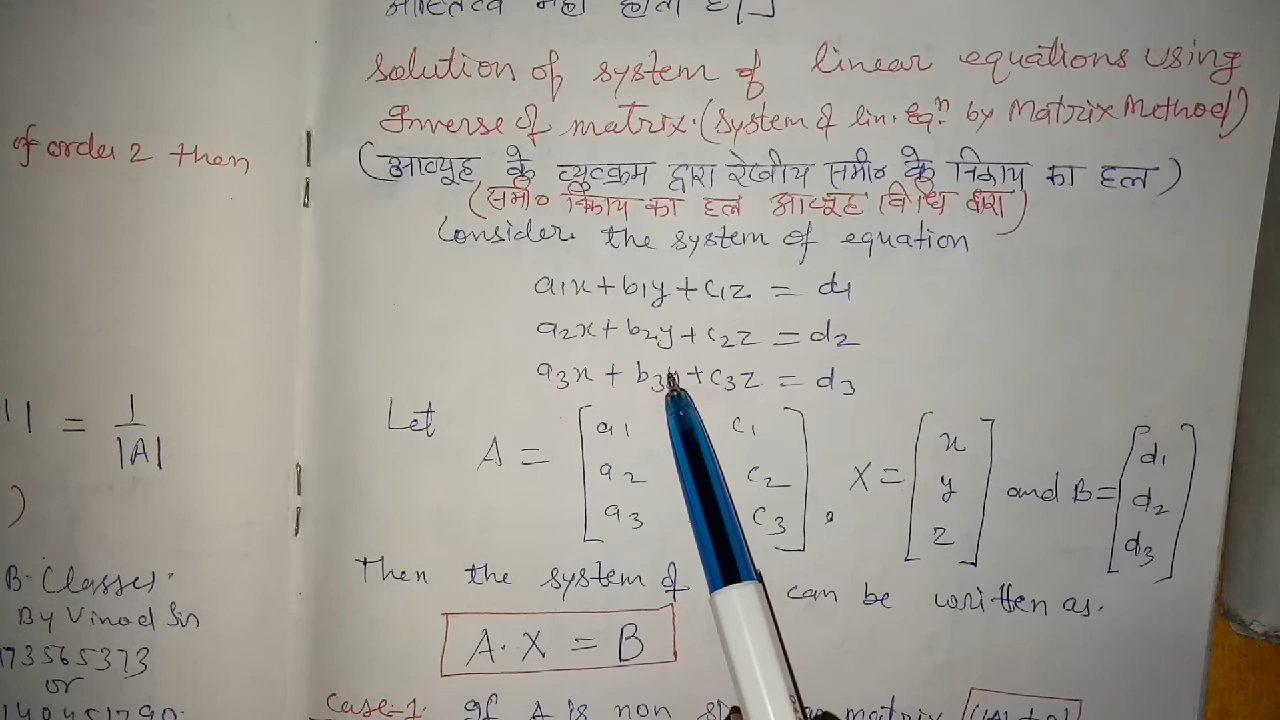 of order 2 then
11 = 1/|A|
)
B. Classes
By Vinod Sir
173565373
or
solution of system of linear equations using
Inverse of matrix. (System of lin. Eqⁿ. by Matrix Method)
(आव्यूह के व्युत्क्रम द्वारा रेखीय समी० के निकाय का हल)
(समी० निकाय का हल आव्यूह विधि द्वारा)
Consider the system of equation
a1x + b1y + c1z = d1
a2x + b2y + c2z = d2
a3x + b3 + c3z = d3
Let A = [a1 c1 a2 c2 a3 c3], X = [x y z] and B = [d1 d2 d3]
Then the system of can be written as.
A. X = B
Case-1. If A is non matrix